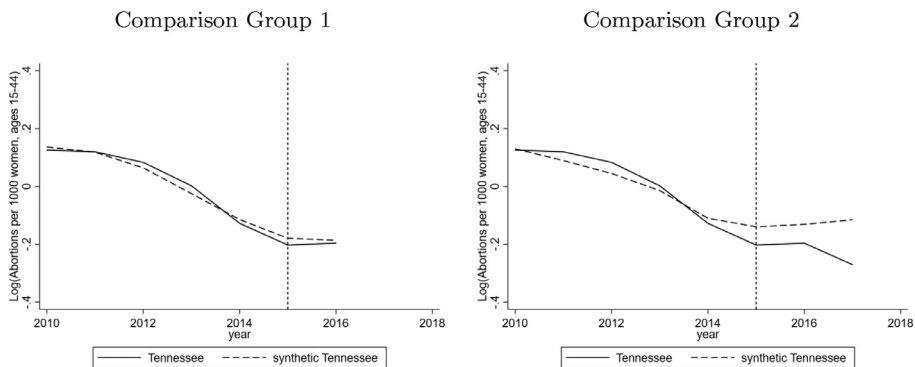 Comparison Group 1
Log(Abortions per 1000 women, ages 15-44)
.4
.2
0
-.2
-.4
2010 2012 2014 2016 2018
year
Tennessee synthetic Tennessee
Comparison Group 2
Log(Abortions per 1000 women, ages 15-44)
.4
.2
0
-.2
-.4
2010 2012 2014 2016 2018
year
Tennessee synthetic Tennessee